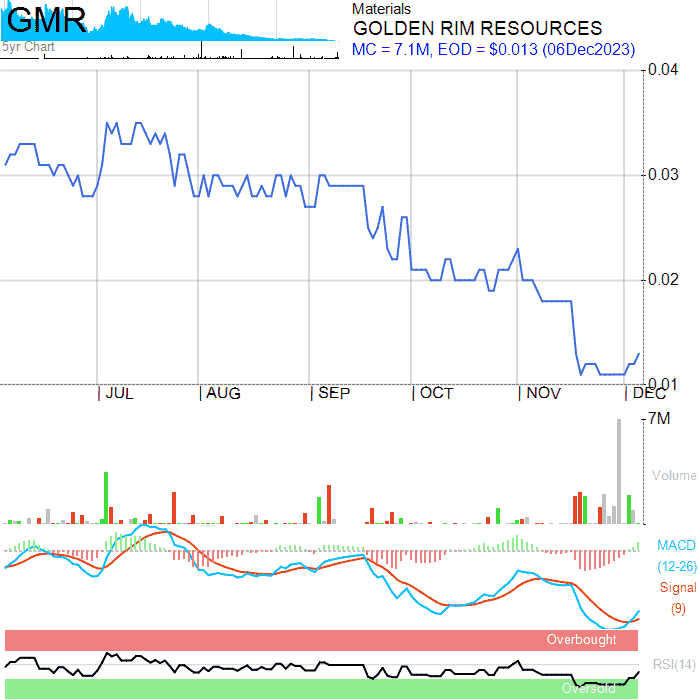 GMR
5yr Chart
Materials
GOLDEN RIM RESOURCES
MC = 7.1M, EOD = $0.013 (06Dec2023)
0.04
0.03
0.02
0.01
JUL AUG SEP OCT NOV DEC
7M
Volume
MACD
(12-26)
Signal
(9)
Overbought
RSI(14)
Oversold